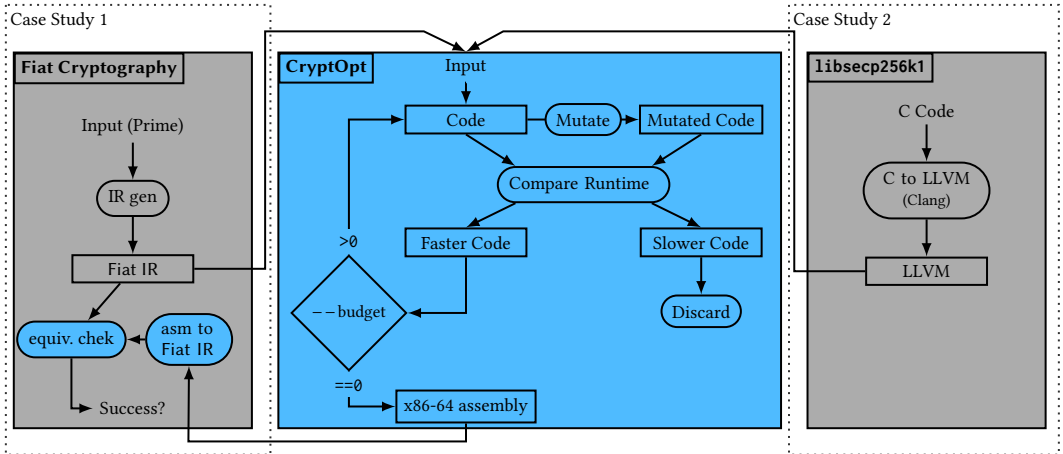 Case Study 1
Fiat Cryptography
Input (Prime)
IR gen
Fiat IR
equiv. chek
asm to
Fiat IR
Success?
CryptOpt
Input
Code
Mutate
Mutated Code
Compare Runtime
Faster Code
Slower Code
>0
−−budget
Discard
==0
x86-64 assembly
Case Study 2
libsecp256k1
C Code
C to LLVM
(Clang)
LLVM